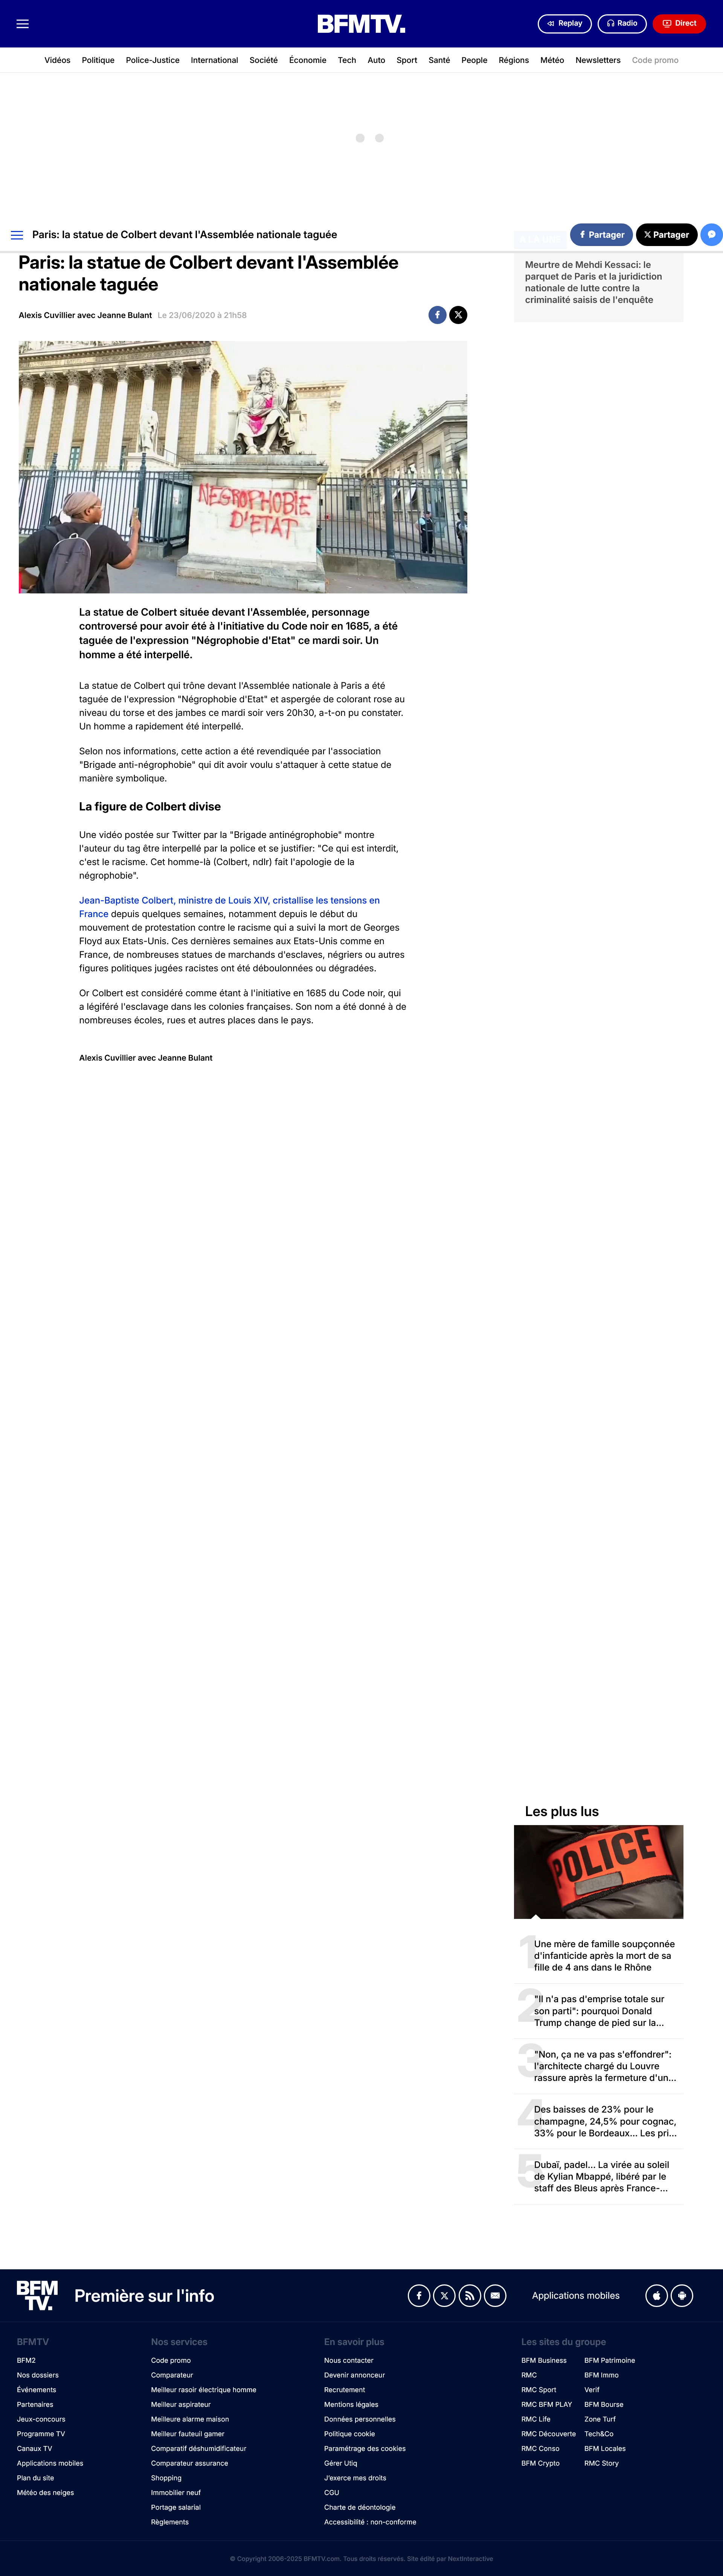 BFMTV.
Replay
Radio
Direct
Vidéos Politique Police-Justice International Société Économie Tech Auto Sport Santé People Régions Météo Newsletters Code promo
Paris: la statue de Colbert devant l'Assemblée nationale taguée
Partager
Partager
Paris: la statue de Colbert devant l'Assemblée
nationale taguée
Alexis Cuvillier avec Jeanne Bulant Le 23/06/2020 à 21h58
Meurtre de Mehdi Kessaci: le
parquet de Paris et la juridiction
nationale de lutte contre la
criminalité saisis de l'enquête
NÉGROPHOBIE
D'ETAT
La statue de Colbert située devant l'Assemblée, personnage
controversé pour avoir été à l'initiative du Code noir en 1685, a été
taguée de l'expression "Négrophobie d'Etat" ce mardi soir. Un
homme a été interpellé.
La statue de Colbert qui trône devant l'Assemblée nationale à Paris a été
taguée de l'expression "Négrophobie d'Etat" et aspergée de colorant rose au
niveau du torse et des jambes ce mardi soir vers 20h30, a-t-on pu constater.
Un homme a rapidement été interpellé.
Selon nos informations, cette action a été revendiquée par l'association
"Brigade anti-négrophobie" qui dit avoir voulu s'attaquer à cette statue de
manière symbolique.
La figure de Colbert divise
Une vidéo postée sur Twitter par la "Brigade antinégrophobie" montre
l'auteur du tag être interpellé par la police et se justifier: "Ce qui est interdit,
c'est le racisme. Cet homme-là (Colbert, ndlr) fait l'apologie de la
négrophobie".
Jean-Baptiste Colbert, ministre de Louis XIV, cristallise les tensions en
France depuis quelques semaines, notamment depuis le début du
mouvement de protestation contre le racisme qui a suivi la mort de Georges
Floyd aux Etats-Unis. Ces dernières semaines aux Etats-Unis comme en
France, de nombreuses statues de marchands d'esclaves, négriers ou autres
figures politiques jugées racistes ont été déboulonnées ou dégradées.
Or Colbert est considéré comme étant à l'initiative en 1685 du Code noir, qui
a légiféré l'esclavage dans les colonies françaises. Son nom a été donné à de
nombreuses écoles, rues et autres places dans le pays.
Alexis Cuvillier avec Jeanne Bulant
Les plus lus
POLICE
1
Une mère de famille soupçonnée
d'infanticide après la mort de sa
fille de 4 ans dans le Rhône
2
"Il n'a pas d'emprise totale sur
son parti": pourquoi Donald
Trump change de pied sur la...
3
"Non, ça ne va pas s'effondrer":
l'architecte chargé du Louvre
rassure après la fermeture d'un...
4
Des baisses de 23% pour le
champagne, 24,5% pour cognac,
33% pour le Bordeaux... Les pri...
5
Dubaï, padel... La virée au soleil
de Kylian Mbappé, libéré par le
staff des Bleus après France-...
BFM
TV.
Première sur l'info
Applications mobiles
BFMTV
BFM2
Nos dossiers
Événements
Partenaires
Jeux-concours
Programme TV
Canaux TV
Applications mobiles
Plan du site
Météo des neiges
Nos services
Code promo
Comparateur
Meilleur rasoir électrique homme
Meilleur aspirateur
Meilleure alarme maison
Meilleur fauteuil gamer
Comparatif déshumidificateur
Comparateur assurance
Shopping
Immobilier neuf
Portage salarial
Règlements
En savoir plus
Nous contacter
Devenir annonceur
Recrutement
Mentions légales
Données personnelles
Politique cookie
Paramétrage des cookies
Gérer Utiq
J'exerce mes droits
CGU
Charte de déontologie
Accessibilité : non-conforme
Les sites du groupe
BFM Business
RMC
RMC Sport
RMC BFM PLAY
RMC Life
RMC Découverte
RMC Conso
BFM Crypto
BFM Patrimoine
BFM Immo
Verif
BFM Bourse
Zone Turf
Tech&Co
BFM Locales
RMC Story
© Copyright 2006-2025 BFMTV.com. Tous droits réservés. Site édité par NextInteractive